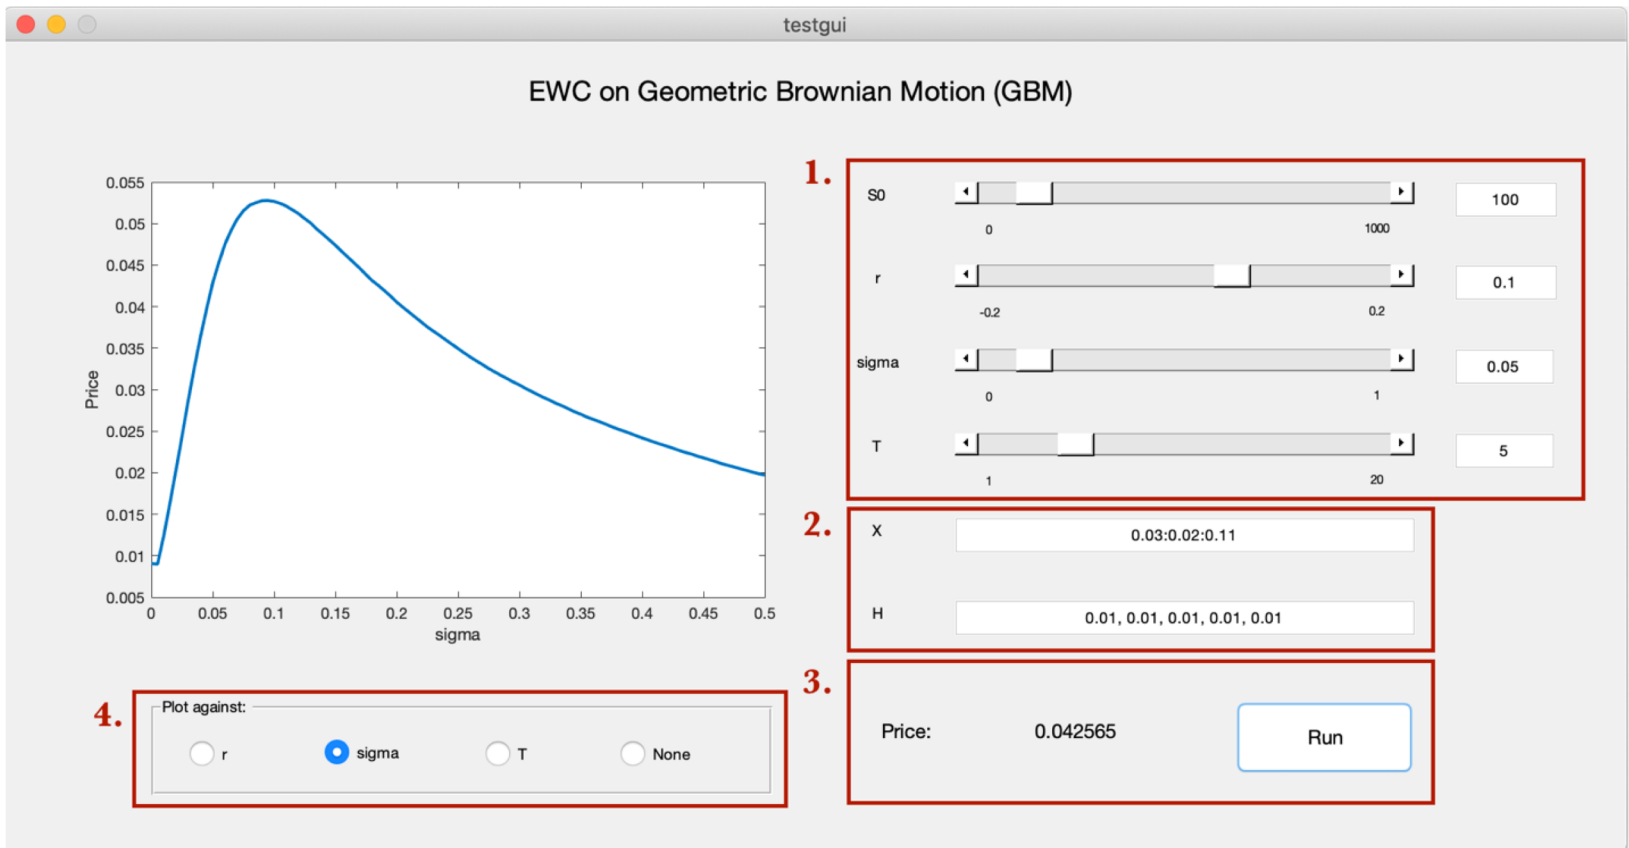 testgui
EWC on Geometric Brownian Motion (GBM)
0.055
0.05
0.045
0.04
0.035
0.03
0.025
0.02
0.015
0.01
0.005
Price
0 0.05 0.1 0.15 0.2 0.25 0.3 0.35 0.4 0.45 0.5
sigma
1.
S0 100
0 1000
r 0.1
-0.2 0.2
sigma 0.05
0 1
T 5
1 20
2.
X 0.03:0.02:0.11
H 0.01, 0.01, 0.01, 0.01, 0.01
3.
Price: 0.042565 Run
4.
Plot against:
r sigma T None